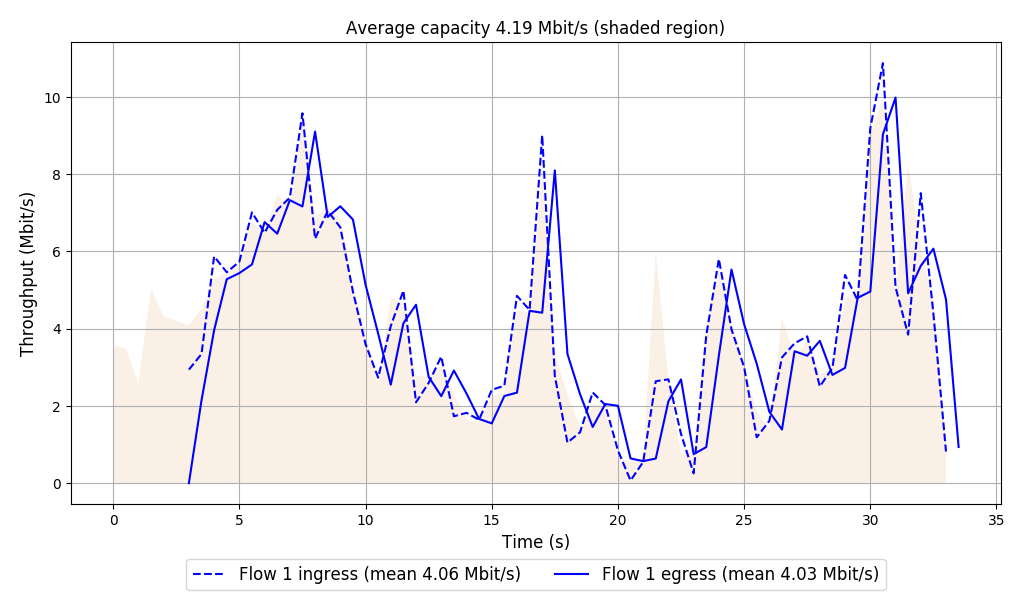 Average capacity 4.19 Mbit/s (shaded region)
Throughput (Mbit/s)
10
8
6
4
2
0
0 5 10 15 20 25 30 35
Time (s)
Flow 1 ingress (mean 4.06 Mbit/s) Flow 1 egress (mean 4.03 Mbit/s)